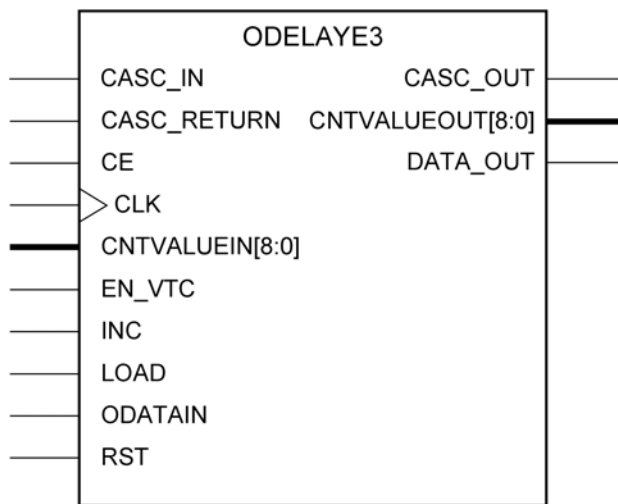 ODELAYE3
CASC_IN CASC_OUT
CASC_RETURN CNTVALUEOUT[8:0]
CE DATA_OUT
CLK
CNTVALUEIN[8:0]
EN_VTC
INC
LOAD
ODATAIN
RST